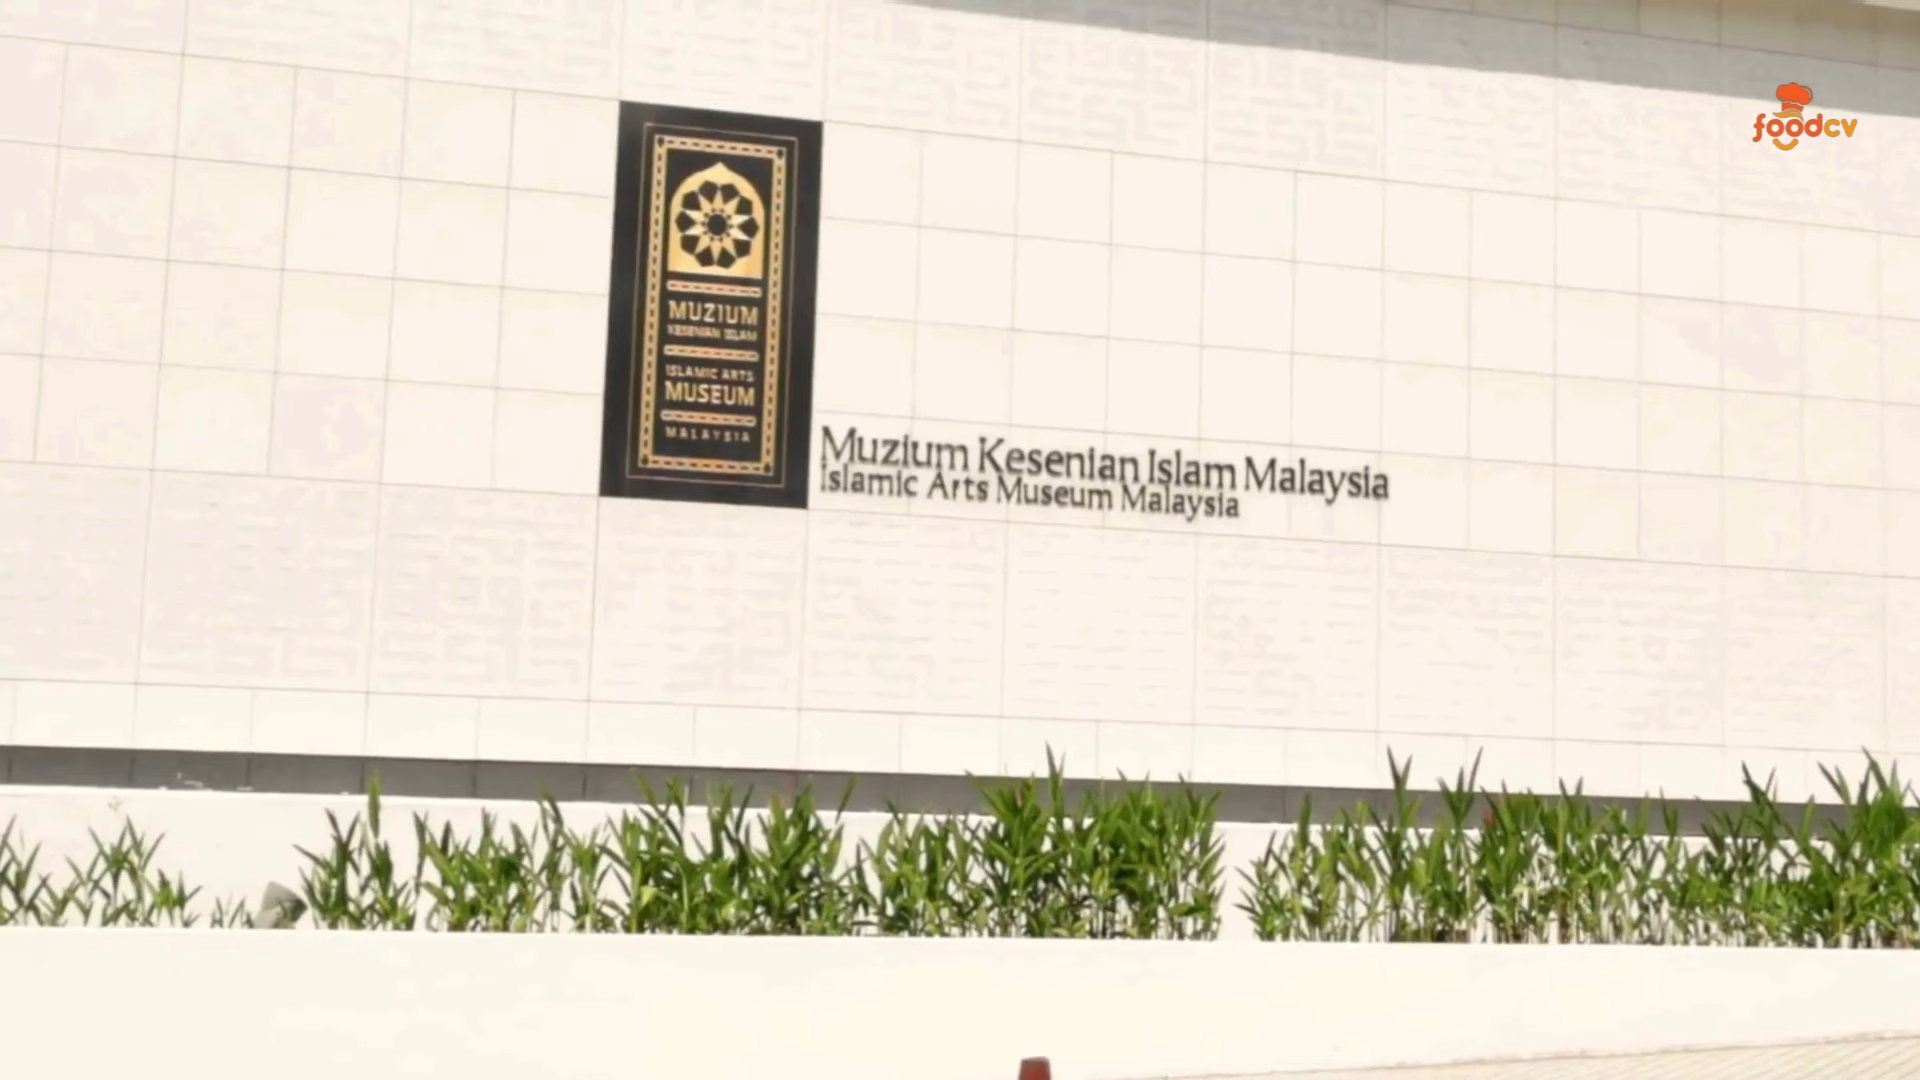 foodcv
MUZIUM
KESENIAN ISLAM
ISLAMIC ARTS
MUSEUM
MALAYSIA
Muzium Kesenian Islam Malaysia
Islamic Arts Museum Malaysia